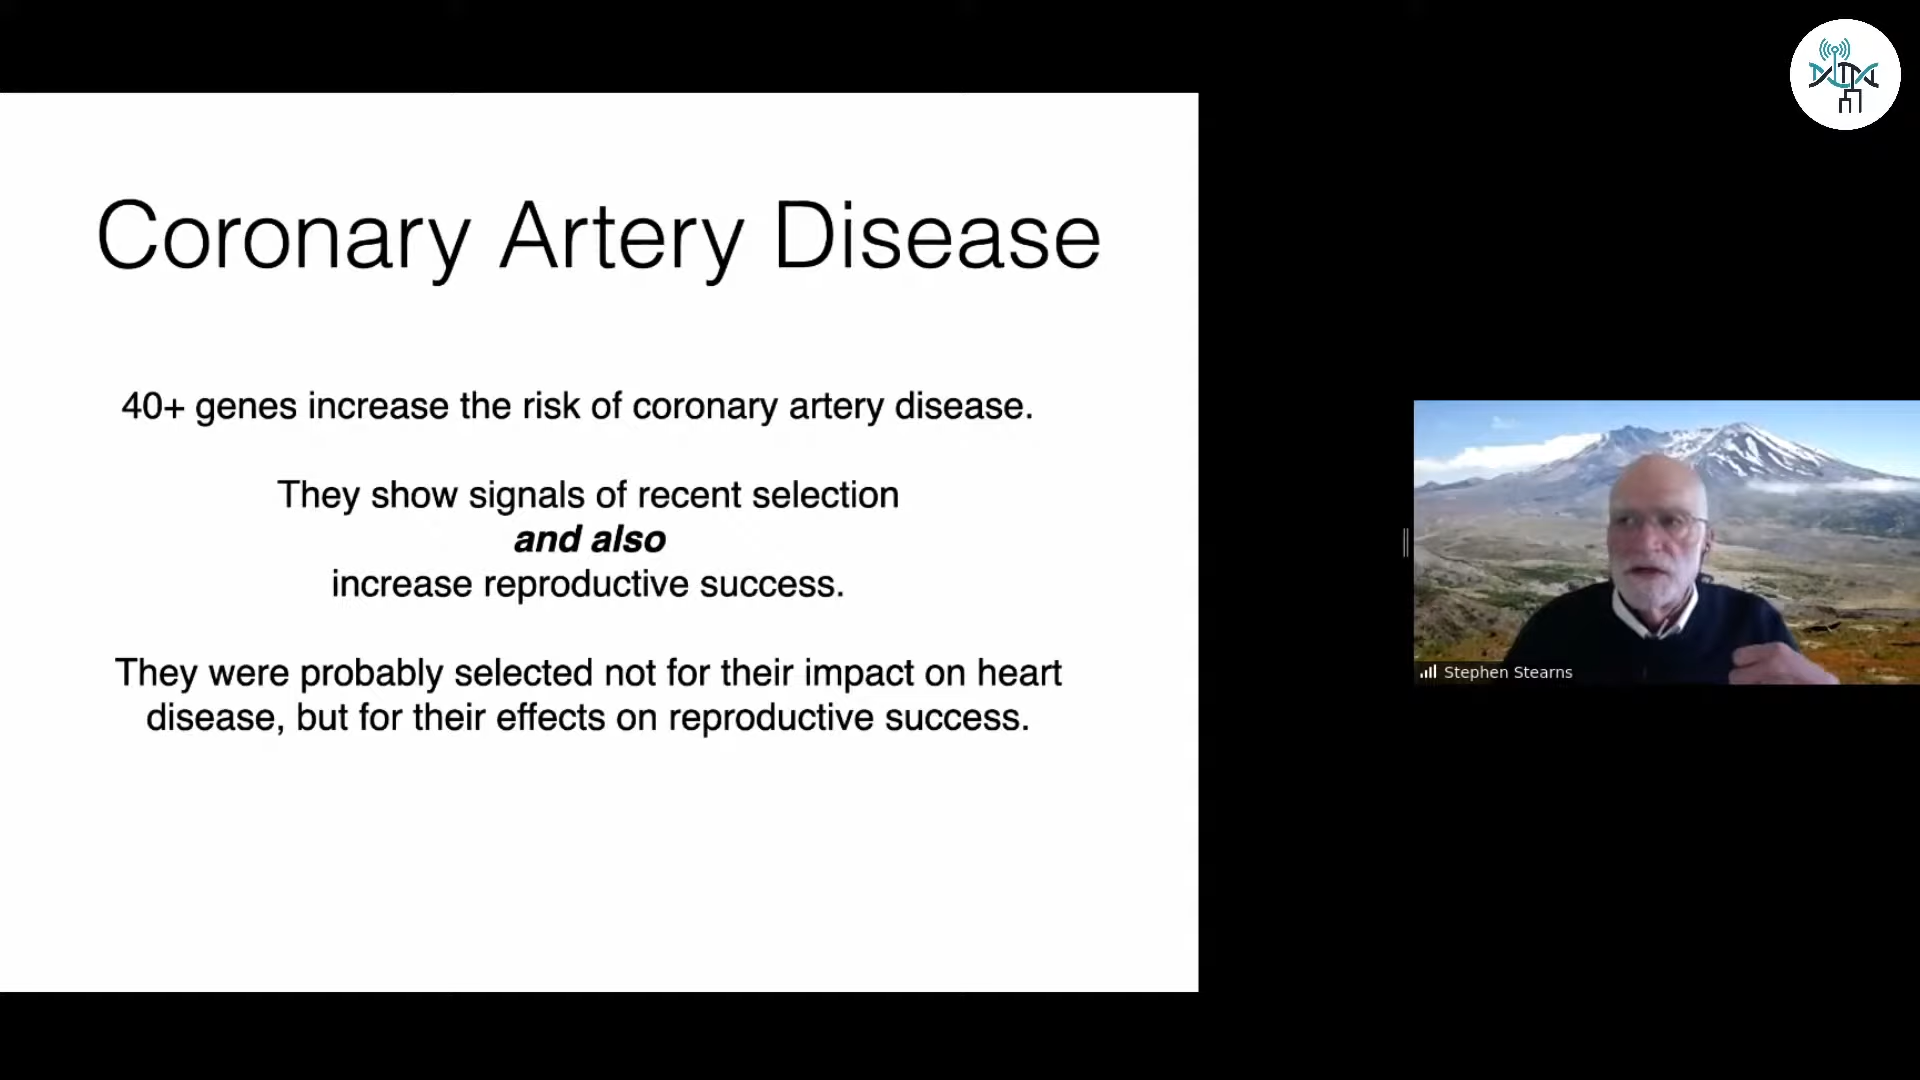 Coronary Artery Disease
40+ genes increase the risk of coronary artery disease.
They show signals of recent selection
and also
increase reproductive success.
They were probably selected not for their impact on heart
disease, but for their effects on reproductive success.
Stephen Stearns